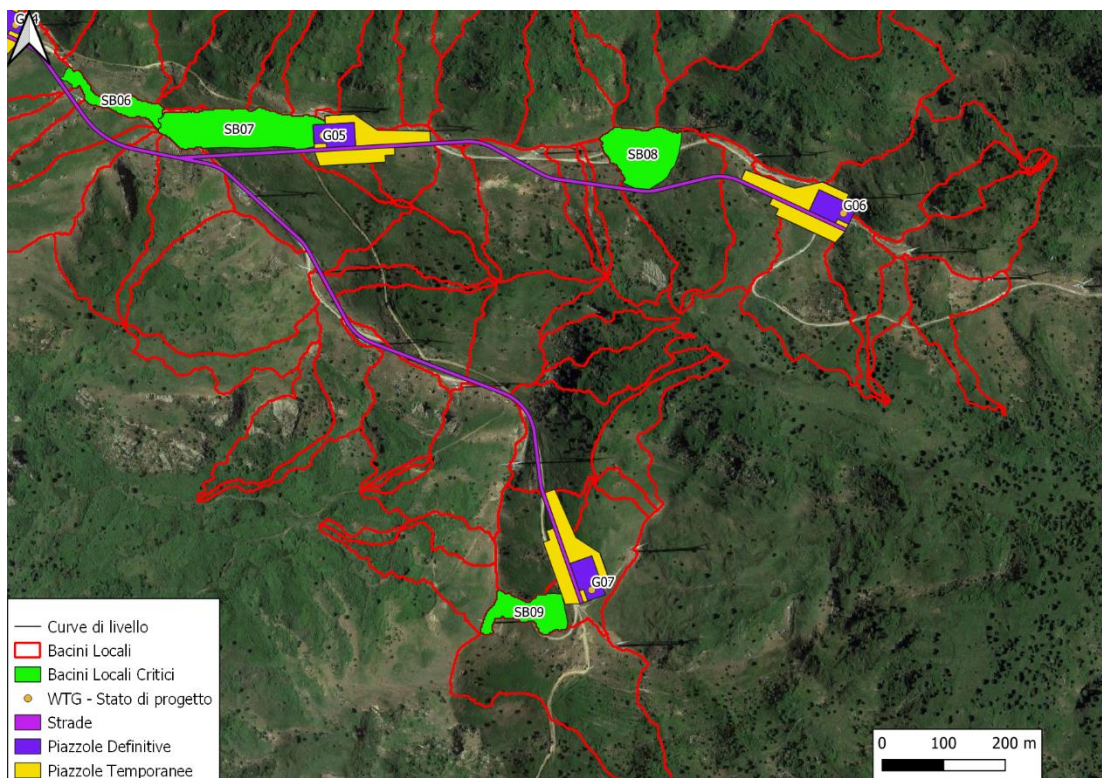 SB06
SB07
G05
SB08
G06
G07
SB09
Curve di livello
Bacini Locali
Bacini Locali Critici
WTG - Stato di progetto
Strade
Piazzole Definitive
Piazzole Temporanee
0 100 200 m